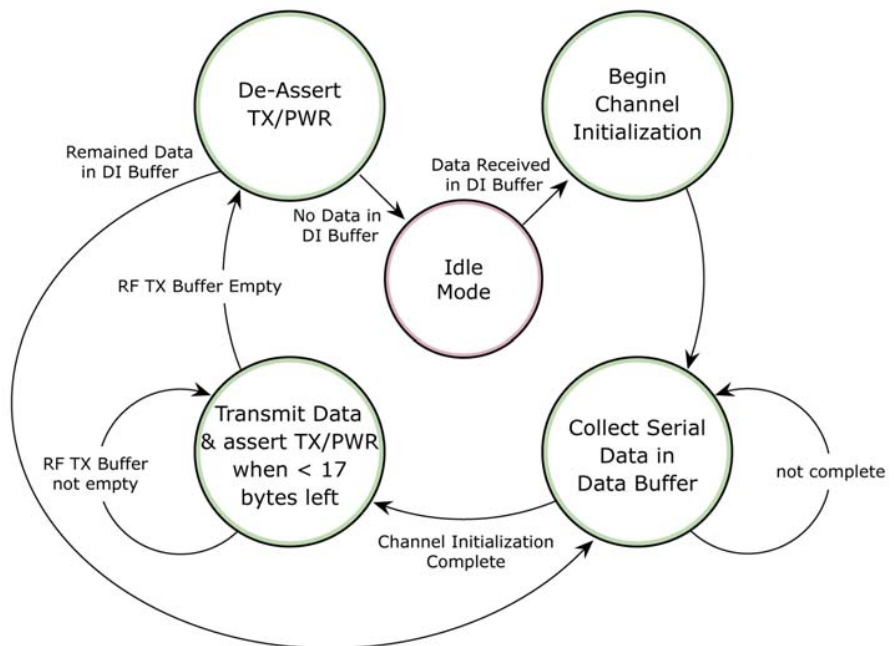 De-Assert
TX/PWR
Begin
Channel
Initialization
Remained Data
in DI Buffer
Data Received
in DI Buffer
No Data in
DI Buffer
Idle
Mode
RF TX Buffer Empty
Transmit Data
& assert TX/PWR
when < 17
bytes left
Collect Serial
Data in
Data Buffer
RF TX Buffer
not empty
not complete
Channel Initialization
Complete